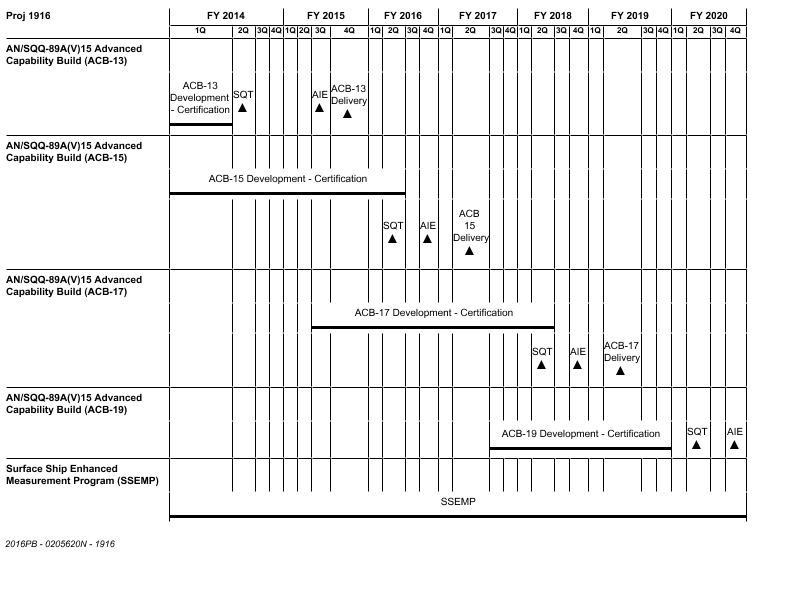 Proj 1916
FY 2014 FY 2015 FY 2016 FY 2017 FY 2018 FY 2019 FY 2020
1Q 2Q 3Q 4Q 1Q 2Q 3Q 4Q 1Q 2Q 3Q 4Q 1Q 2Q 3Q 4Q 1Q 2Q 3Q 4Q 1Q 2Q 3Q 4Q 1Q 2Q 3Q 4Q
AN/SQQ-89A(V)15 Advanced
Capability Build (ACB-13)
ACB-13
Development
- Certification
SQT
AIE
ACB-13
Delivery
AN/SQQ-89A(V)15 Advanced
Capability Build (ACB-15)
ACB-15 Development - Certification
SQT
AIE
ACB
15
Delivery
AN/SQQ-89A(V)15 Advanced
Capability Build (ACB-17)
ACB-17 Development - Certification
SQT
AIE
ACB-17
Delivery
AN/SQQ-89A(V)15 Advanced
Capability Build (ACB-19)
ACB-19 Development - Certification
SQT
AIE
Surface Ship Enhanced
Measurement Program (SSEMP)
SSEMP
2016PB - 0205620N - 1916